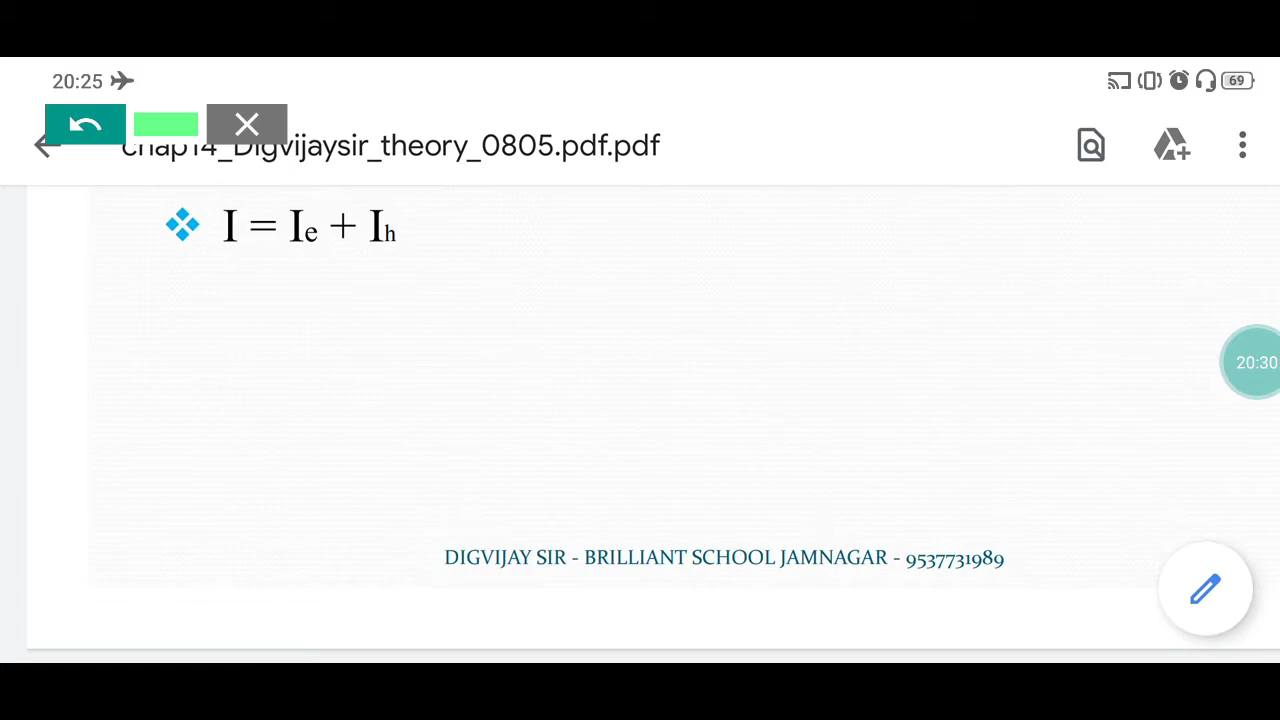 20:25
69
chap14_Digvijaysir_theory_0805.pdf.pdf
❖ I = Ie + Ih
20:30
DIGVIJAY SIR - BRILLIANT SCHOOL JAMNAGAR - 9537731989